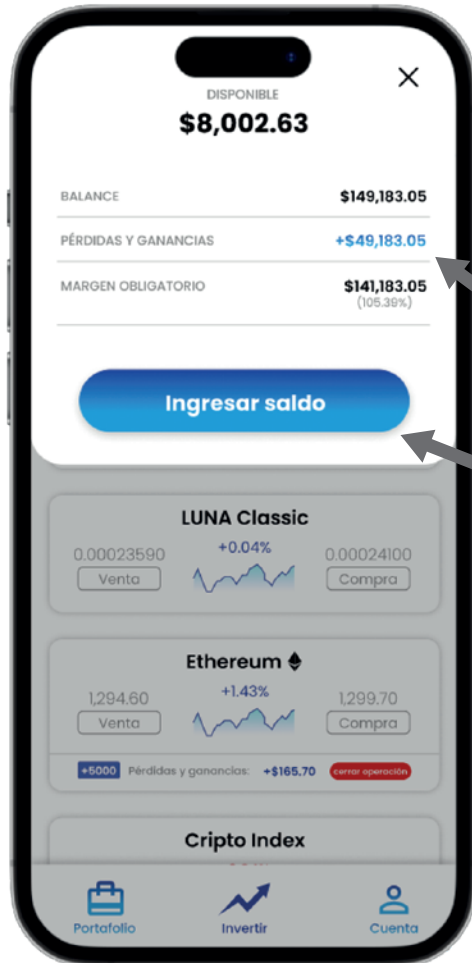 DISPONIBLE
$8,002.63
BALANCE $149,183.05
PÉRDIDAS Y GANANCIAS +$49,183.05
MARGEN OBLIGATORIO $141,183.05
(105.39%)
Ingresar saldo
LUNA Classic
0.00023590 +0.04% 0.00024100
Venta Compra
Ethereum
1,294.60 +1.43% 1,299.70
Venta Compra
+5000 Pérdidas y ganancias: +$165.70 cerrar operación
Cripto Index
Portafolio Invertir Cuenta